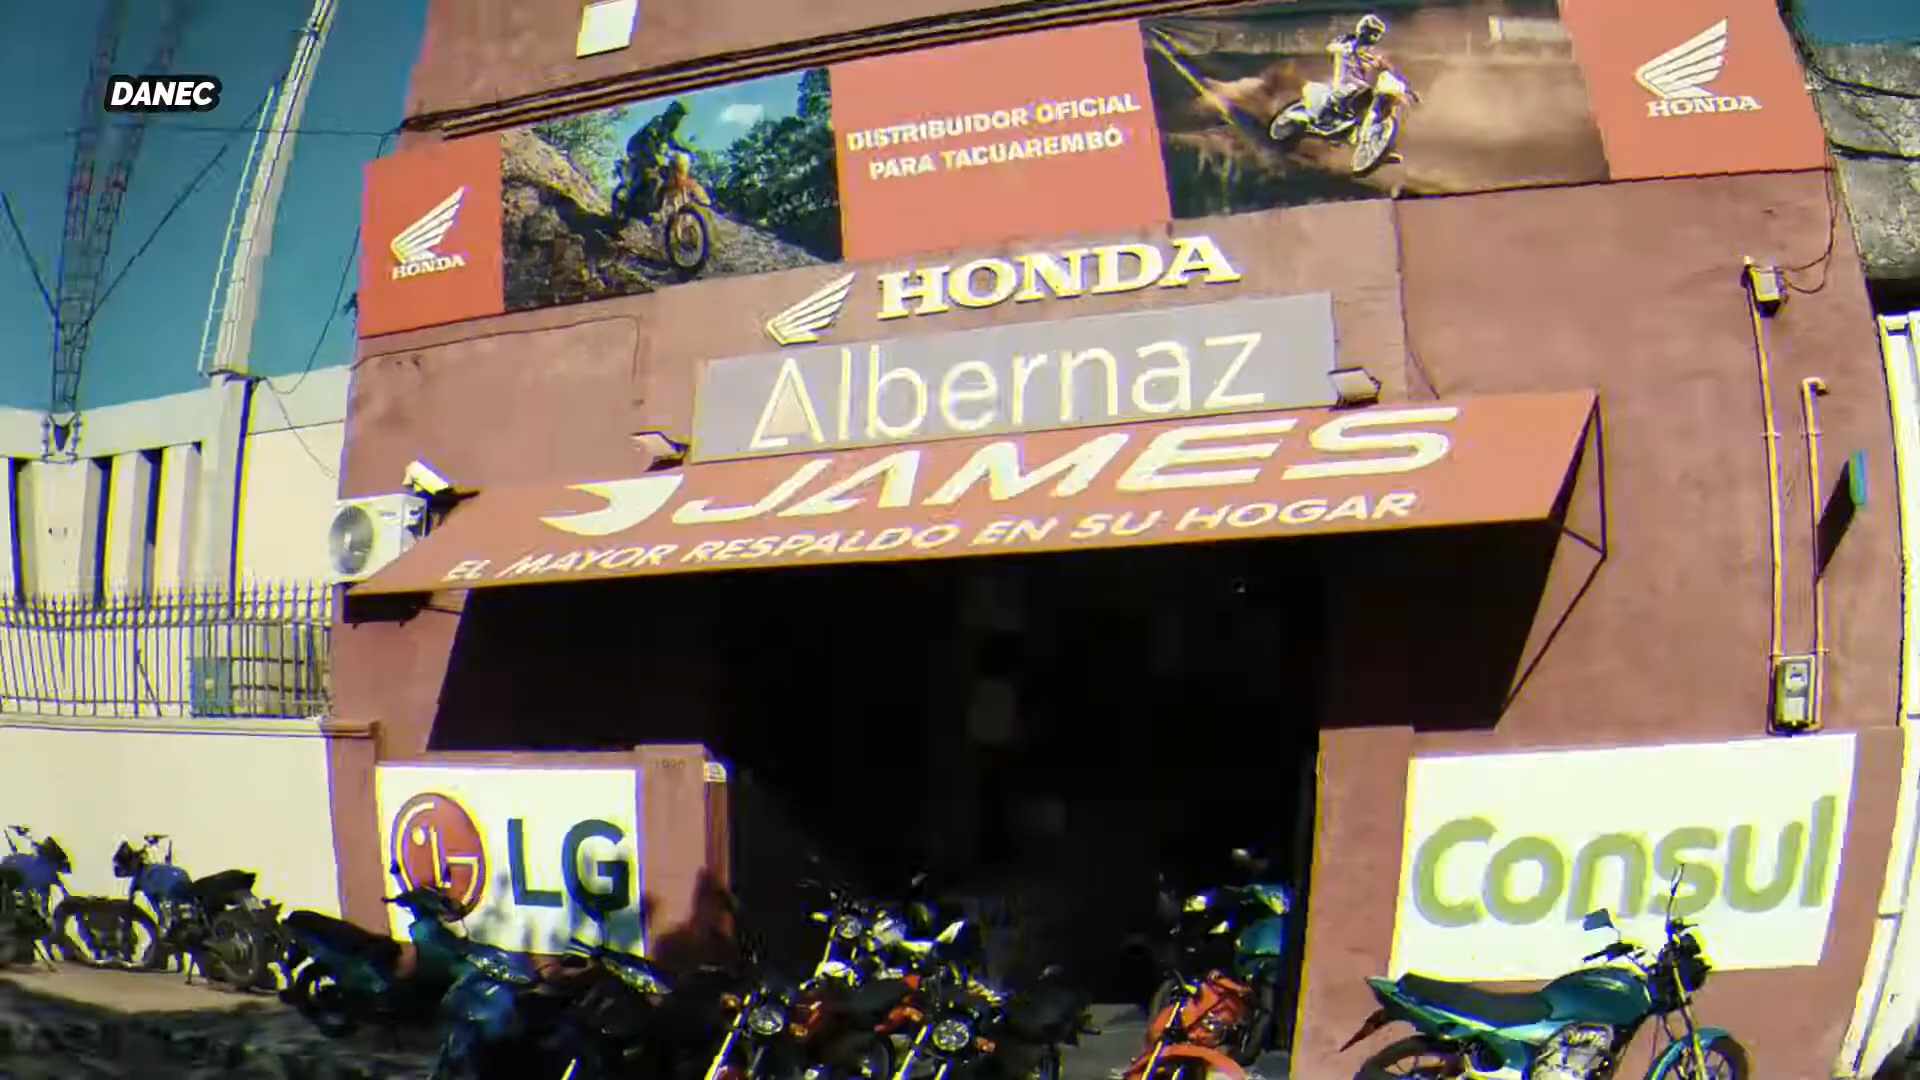 DANEC
DISTRIBUIDOR OFICIAL
PARA TACUAREMBÓ
HONDA
HONDA
HONDA
Albernaz
JAMES
EL MAYOR RESPALDO EN SU HOGAR
LG
Consul